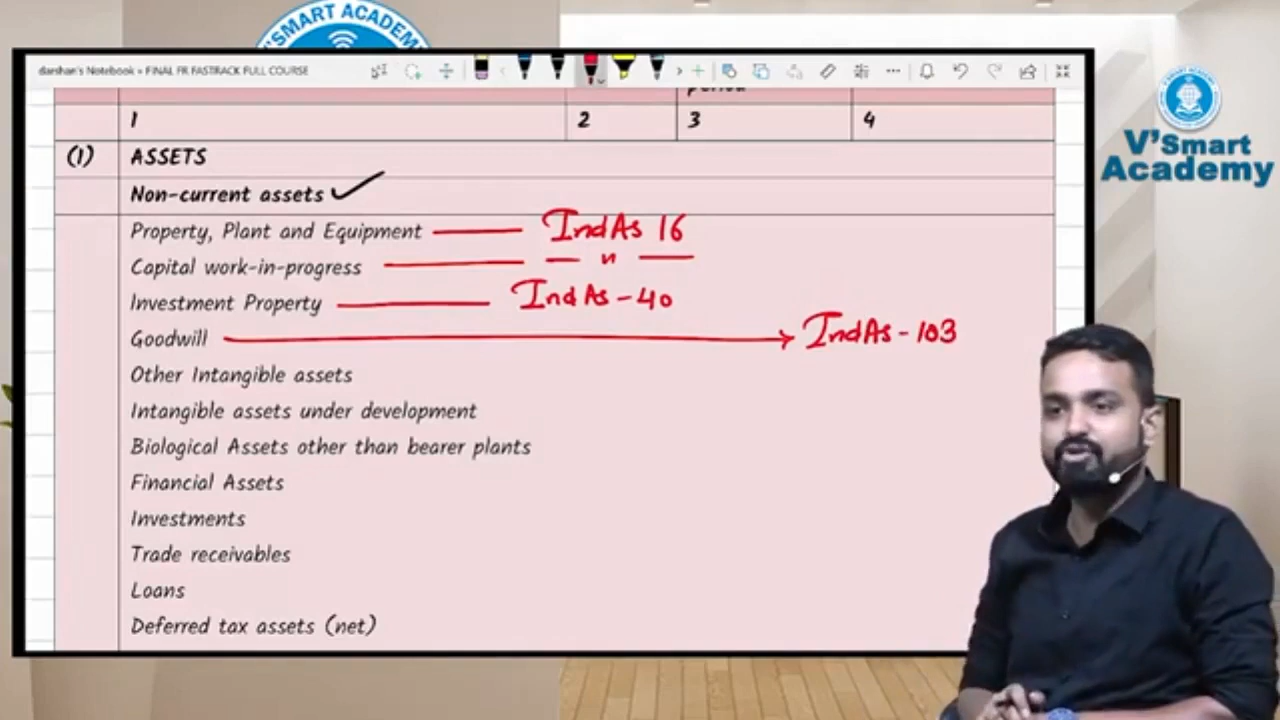 V'SMART ACADEMY
darshan's Notebook » FINAL FR FASTRACK FULL COURSE
V'Smart
Academy
1 2 3 4
(1) ASSETS
Non-current assets
Property, Plant and Equipment IndAs 16
Capital work-in-progress — " —
Investment Property IndAs-40
Goodwill IndAs-103
Other Intangible assets
Intangible assets under development
Biological Assets other than bearer plants
Financial Assets
Investments
Trade receivables
Loans
Deferred tax assets (net)